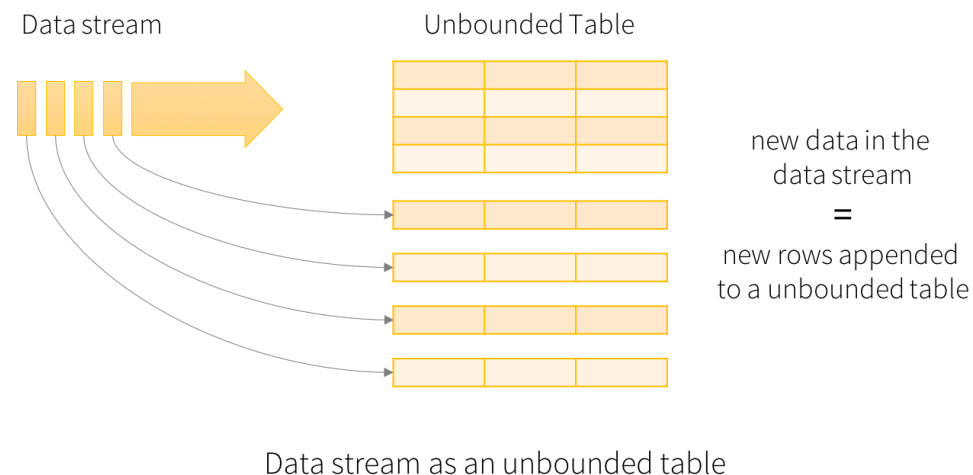 Data stream
Unbounded Table
new data in the
data stream
=
new rows appended
to a unbounded table
Data stream as an unbounded table